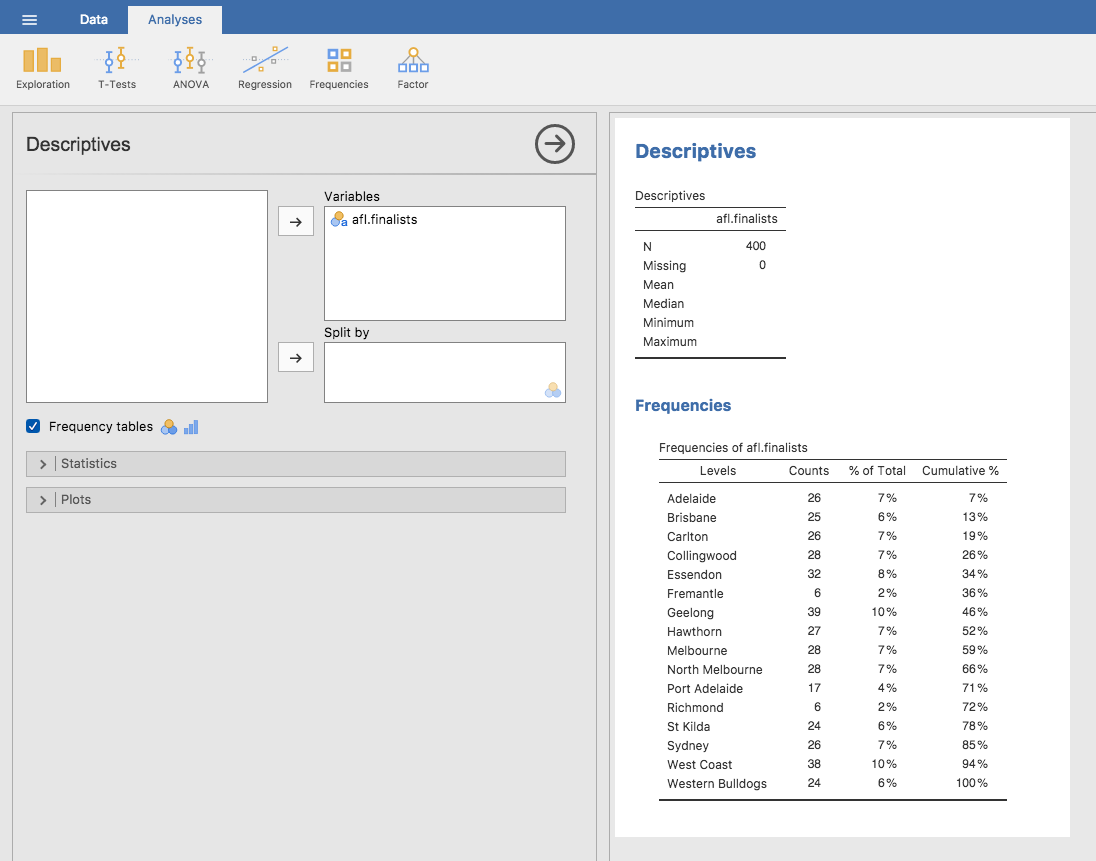 Data Analyses
Exploration T-Tests ANOVA Regression Frequencies Factor
Descriptives
Variables
a afl.finalists
Split by
Frequency tables
Statistics
Plots
Descriptives
Descriptives
afl.finalists
N 400
Missing 0
Mean
Median
Minimum
Maximum
Frequencies
Frequencies of afl.finalists
Levels Counts % of Total Cumulative %
Adelaide 26 7% 7%
Brisbane 25 6% 13%
Carlton 26 7% 19%
Collingwood 28 7% 26%
Essendon 32 8% 34%
Fremantle 6 2% 36%
Geelong 39 10% 46%
Hawthorn 27 7% 52%
Melbourne 28 7% 59%
North Melbourne 28 7% 66%
Port Adelaide 17 4% 71%
Richmond 6 2% 72%
St Kilda 24 6% 78%
Sydney 26 7% 85%
West Coast 38 10% 94%
Western Bulldogs 24 6% 100%